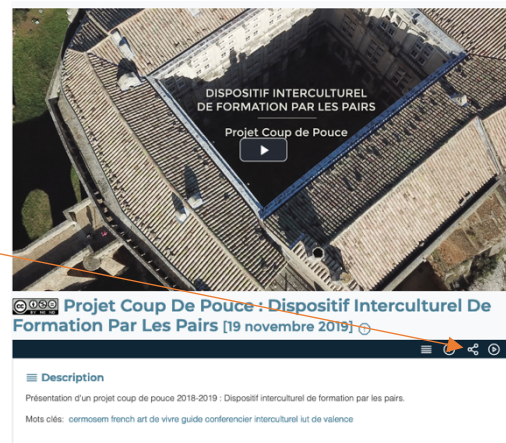 DISPOSITIF INTERCULTUREL
DE FORMATION PAR LES PAIRS
Projet Coup de Pouce
Projet Coup De Pouce : Dispositif Interculturel De
Formation Par Les Pairs [19 novembre 2019]
Description
Présentation d'un projet coup de pouce 2018-2019 : Dispositif interculturel de formation par les pairs.
Mots clés: cermosem french art de vivre guide conferencier interculturel iut de valence